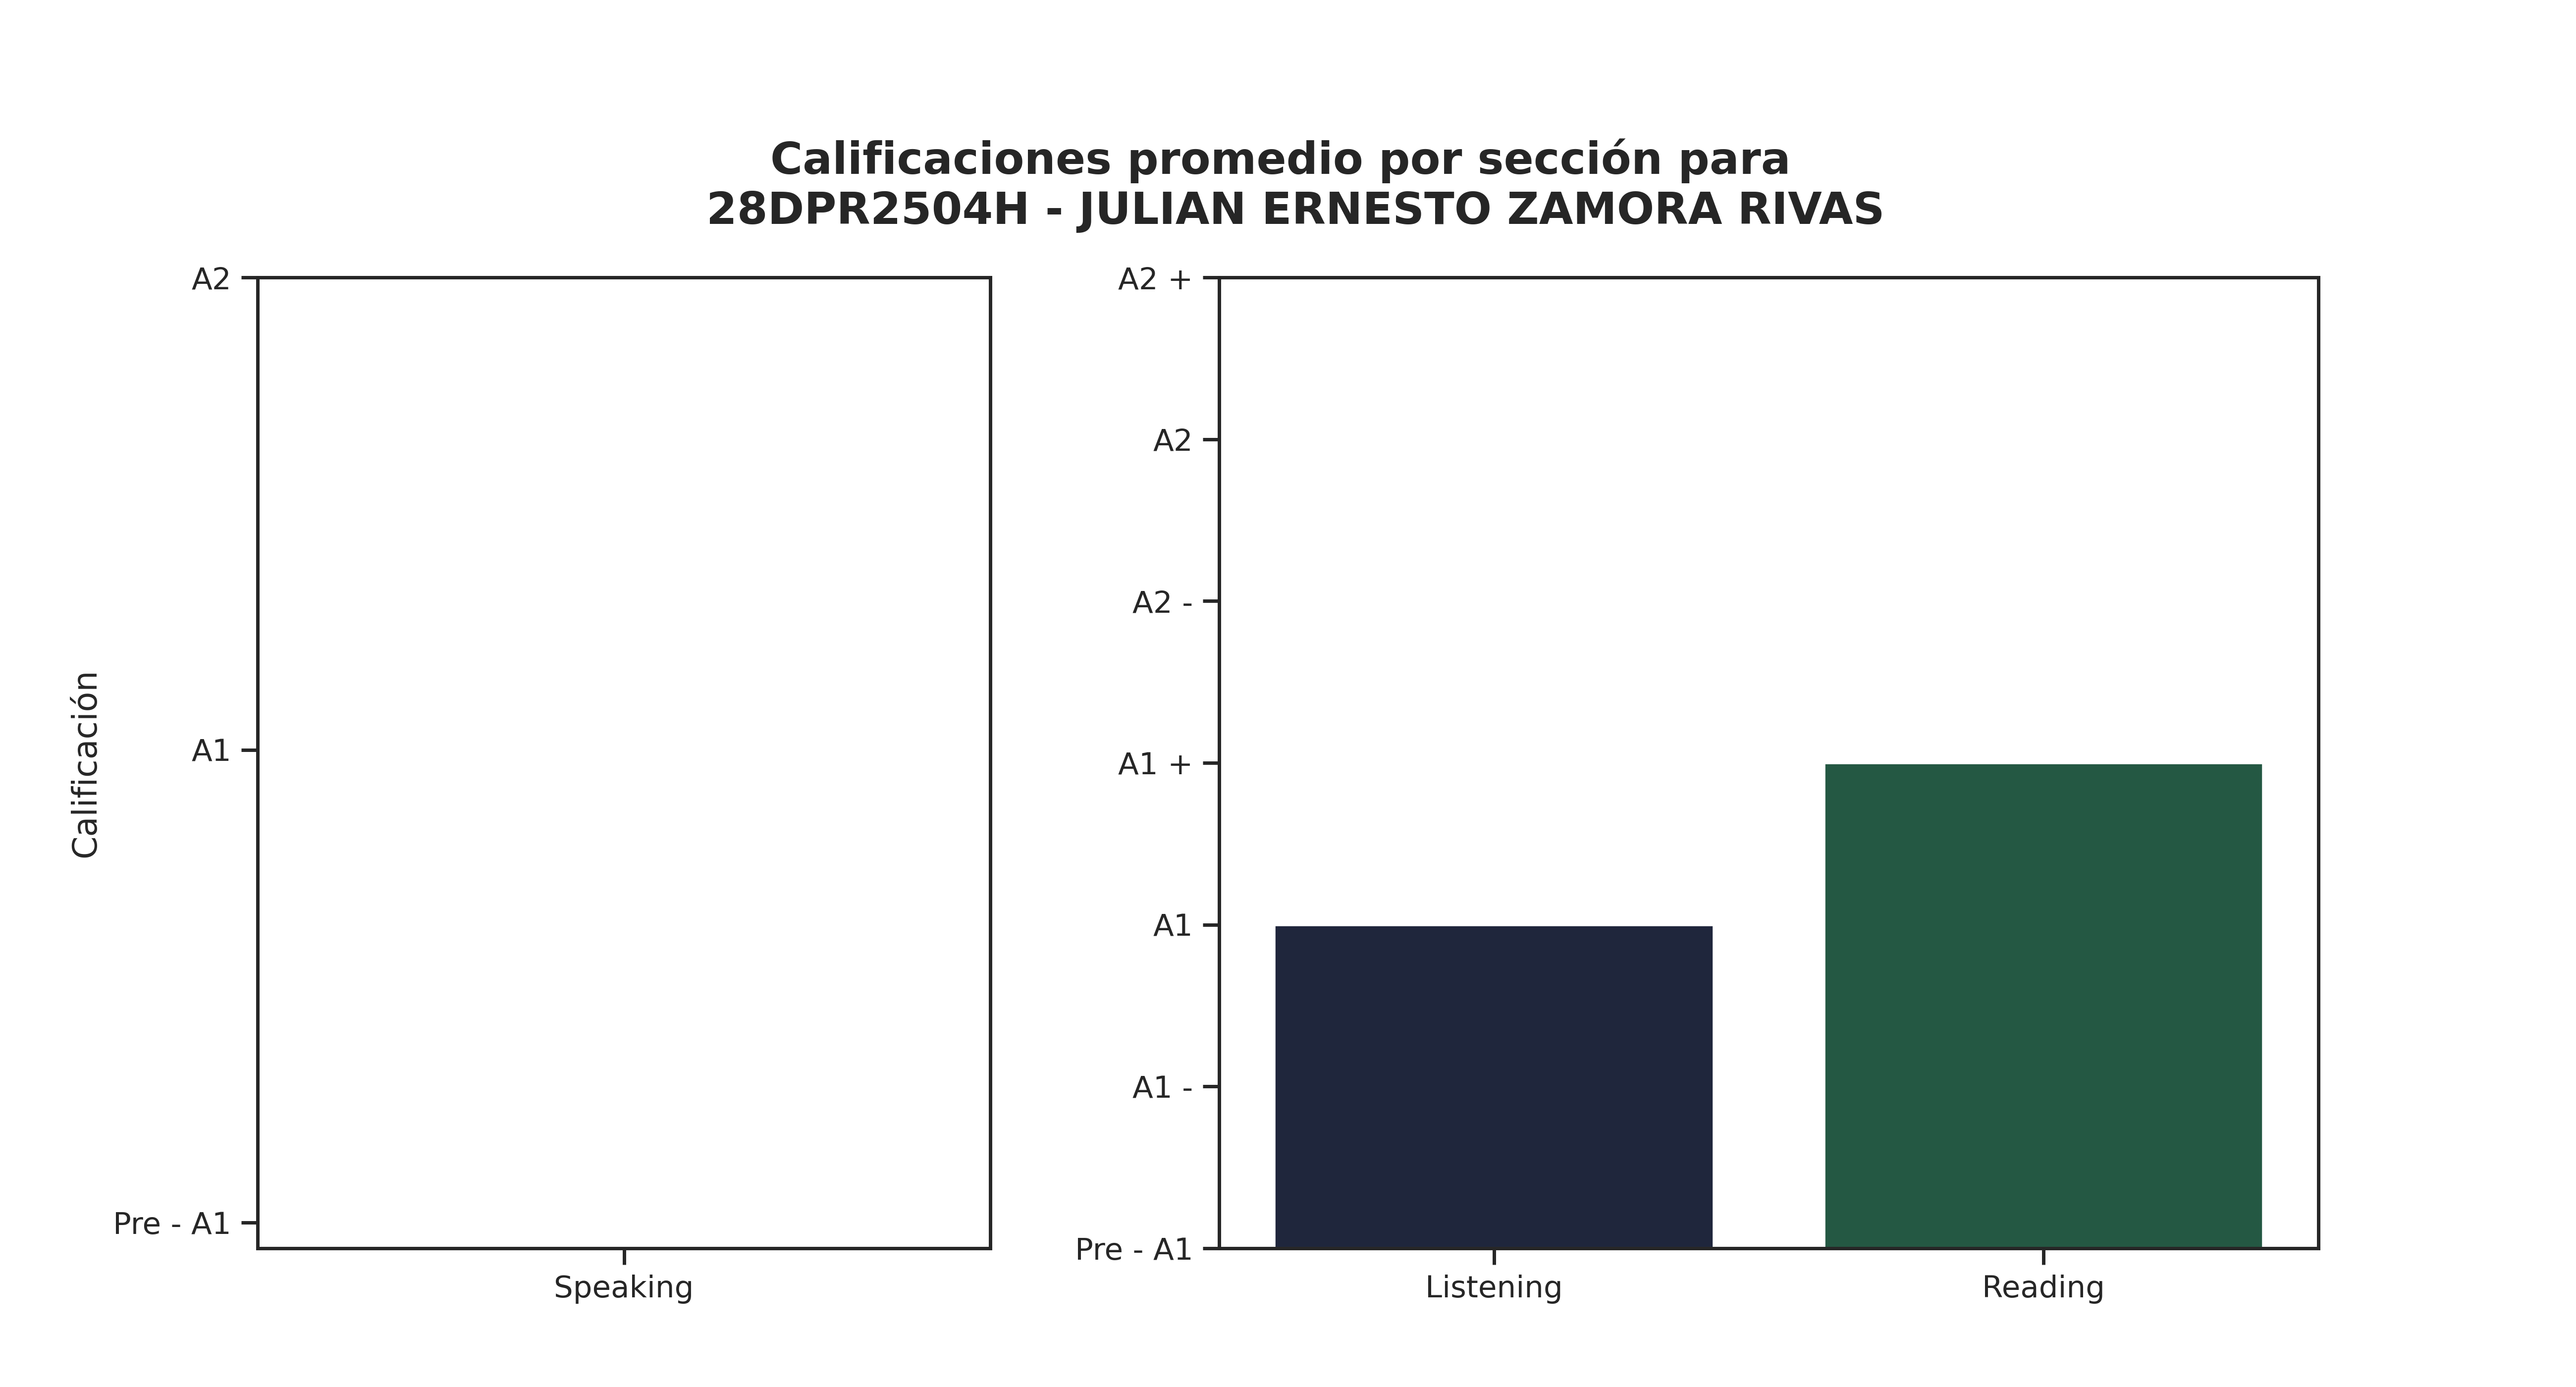 Calificaciones promedio por sección para
28DPR2504H - JULIAN ERNESTO ZAMORA RIVAS
Calificación
A2
A1
Pre - A1
Speaking
A2 +
A2
A2 -
A1 +
A1
A1 -
Pre - A1
Listening
Reading